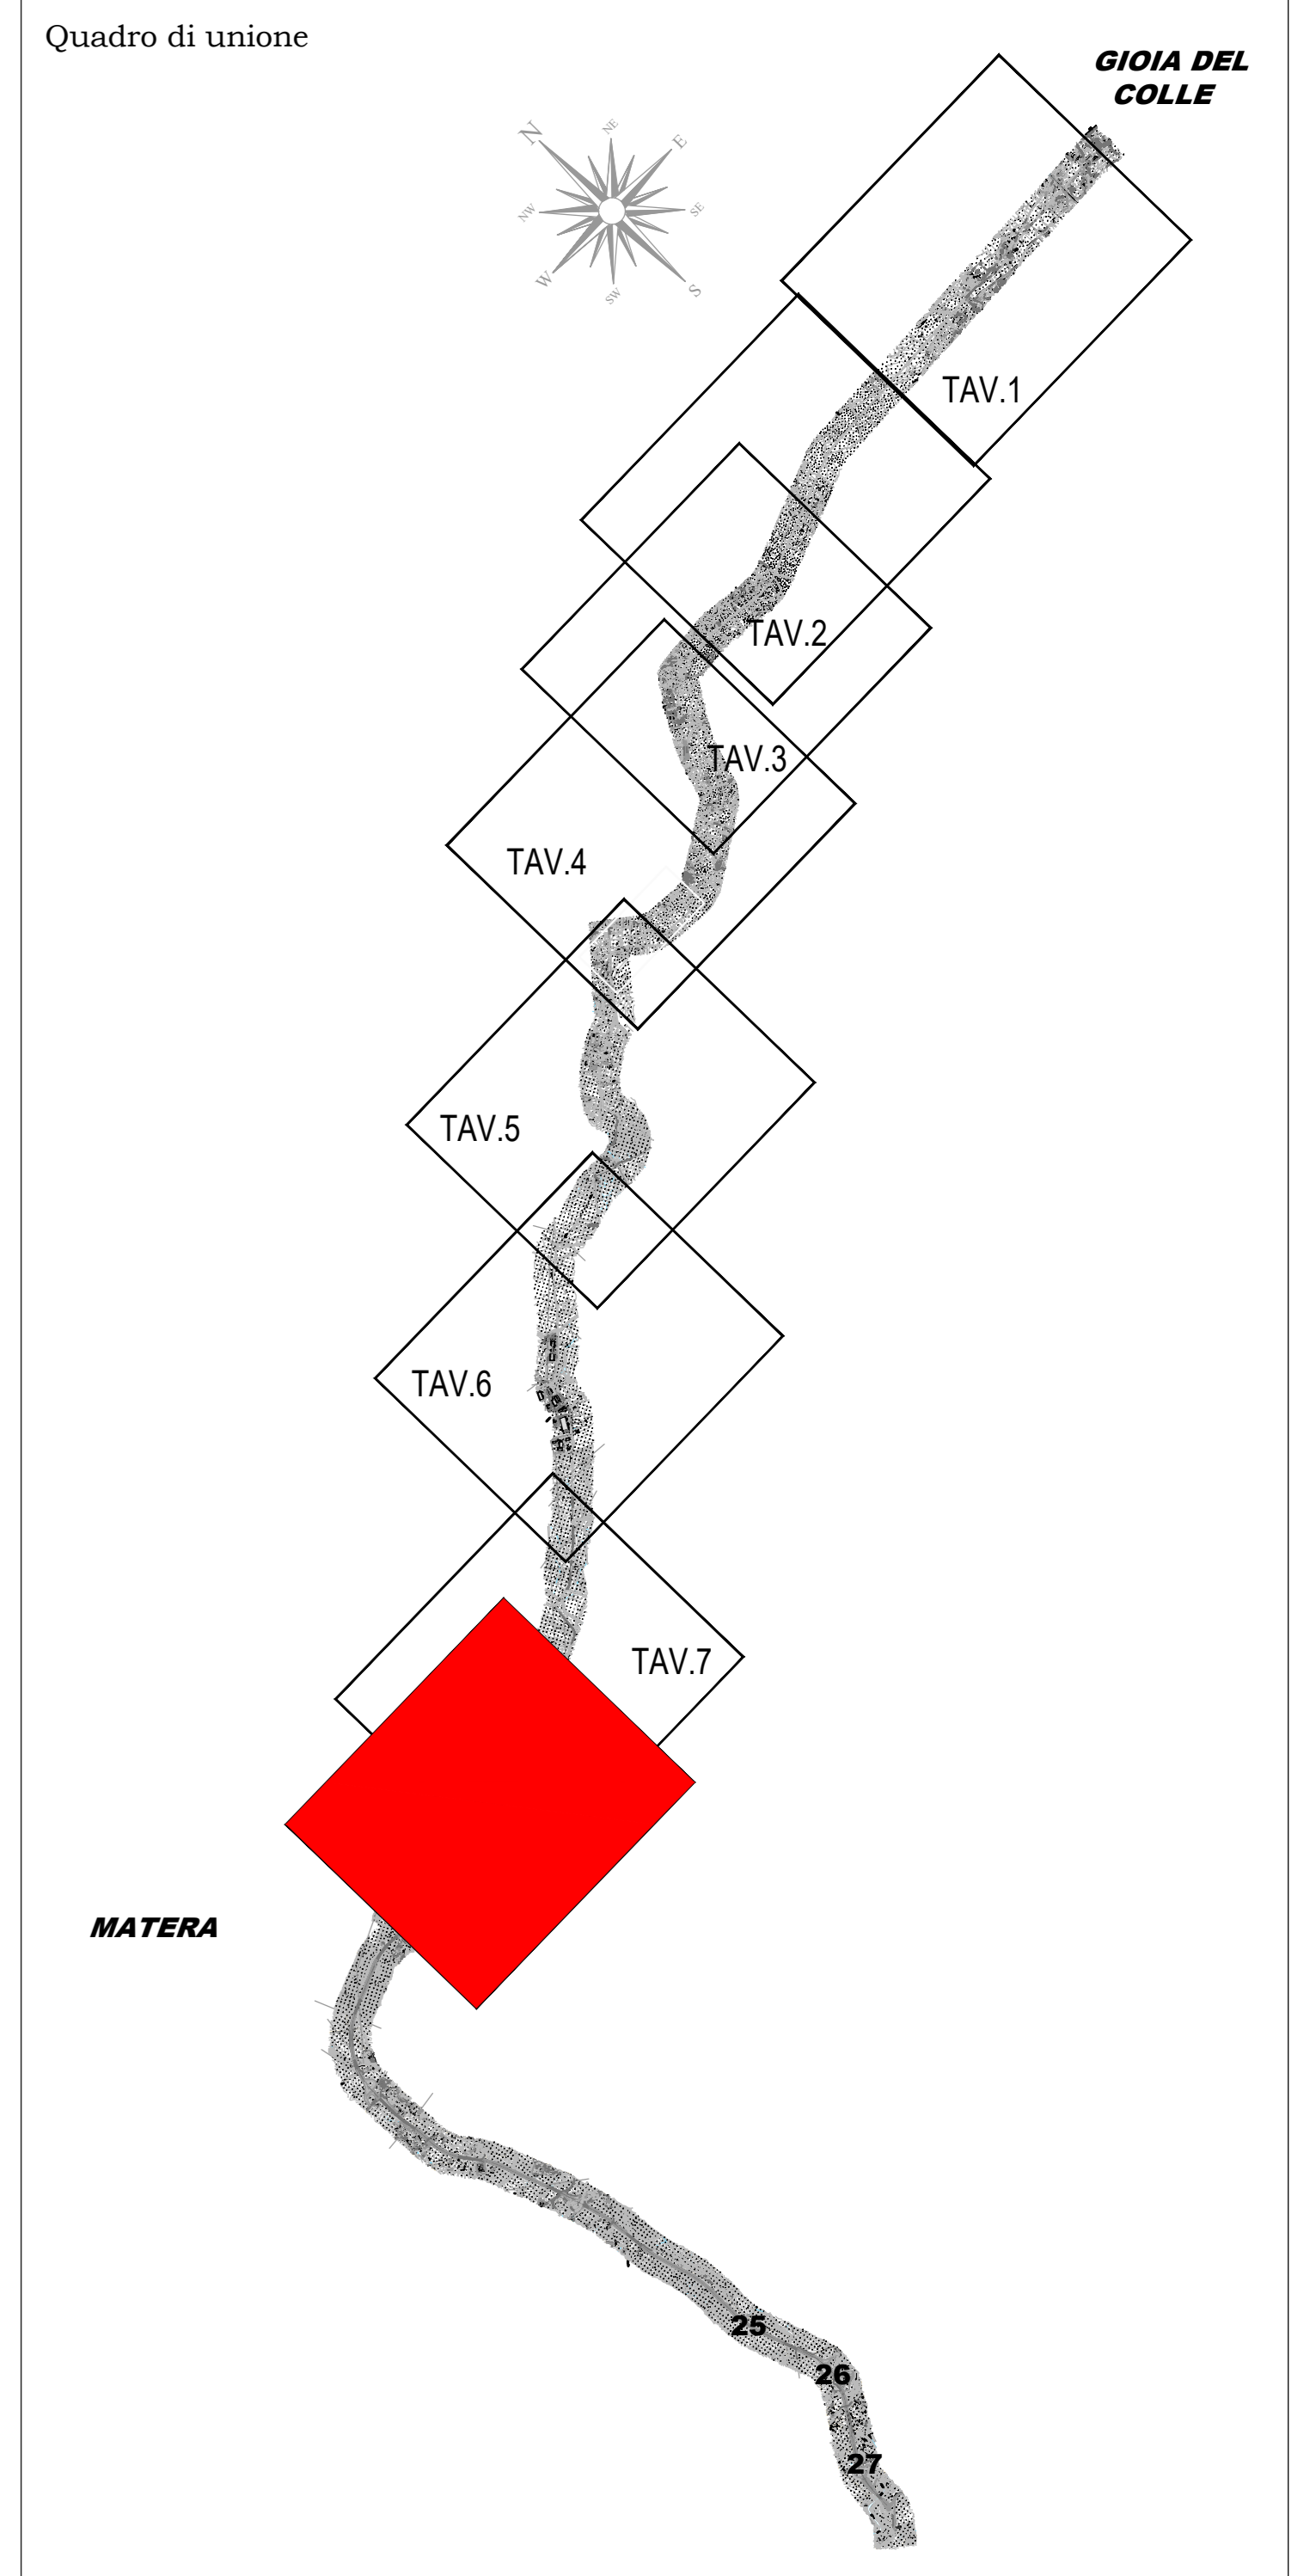 Quadro di unione
GIOIA DEL
COLLE
N
NE
E
NW
SE
W
SW
S
TAV.1
TAV.2
TAV.3
TAV.4
TAV.5
TAV.6
TAV.7
MATERA
25
26
27